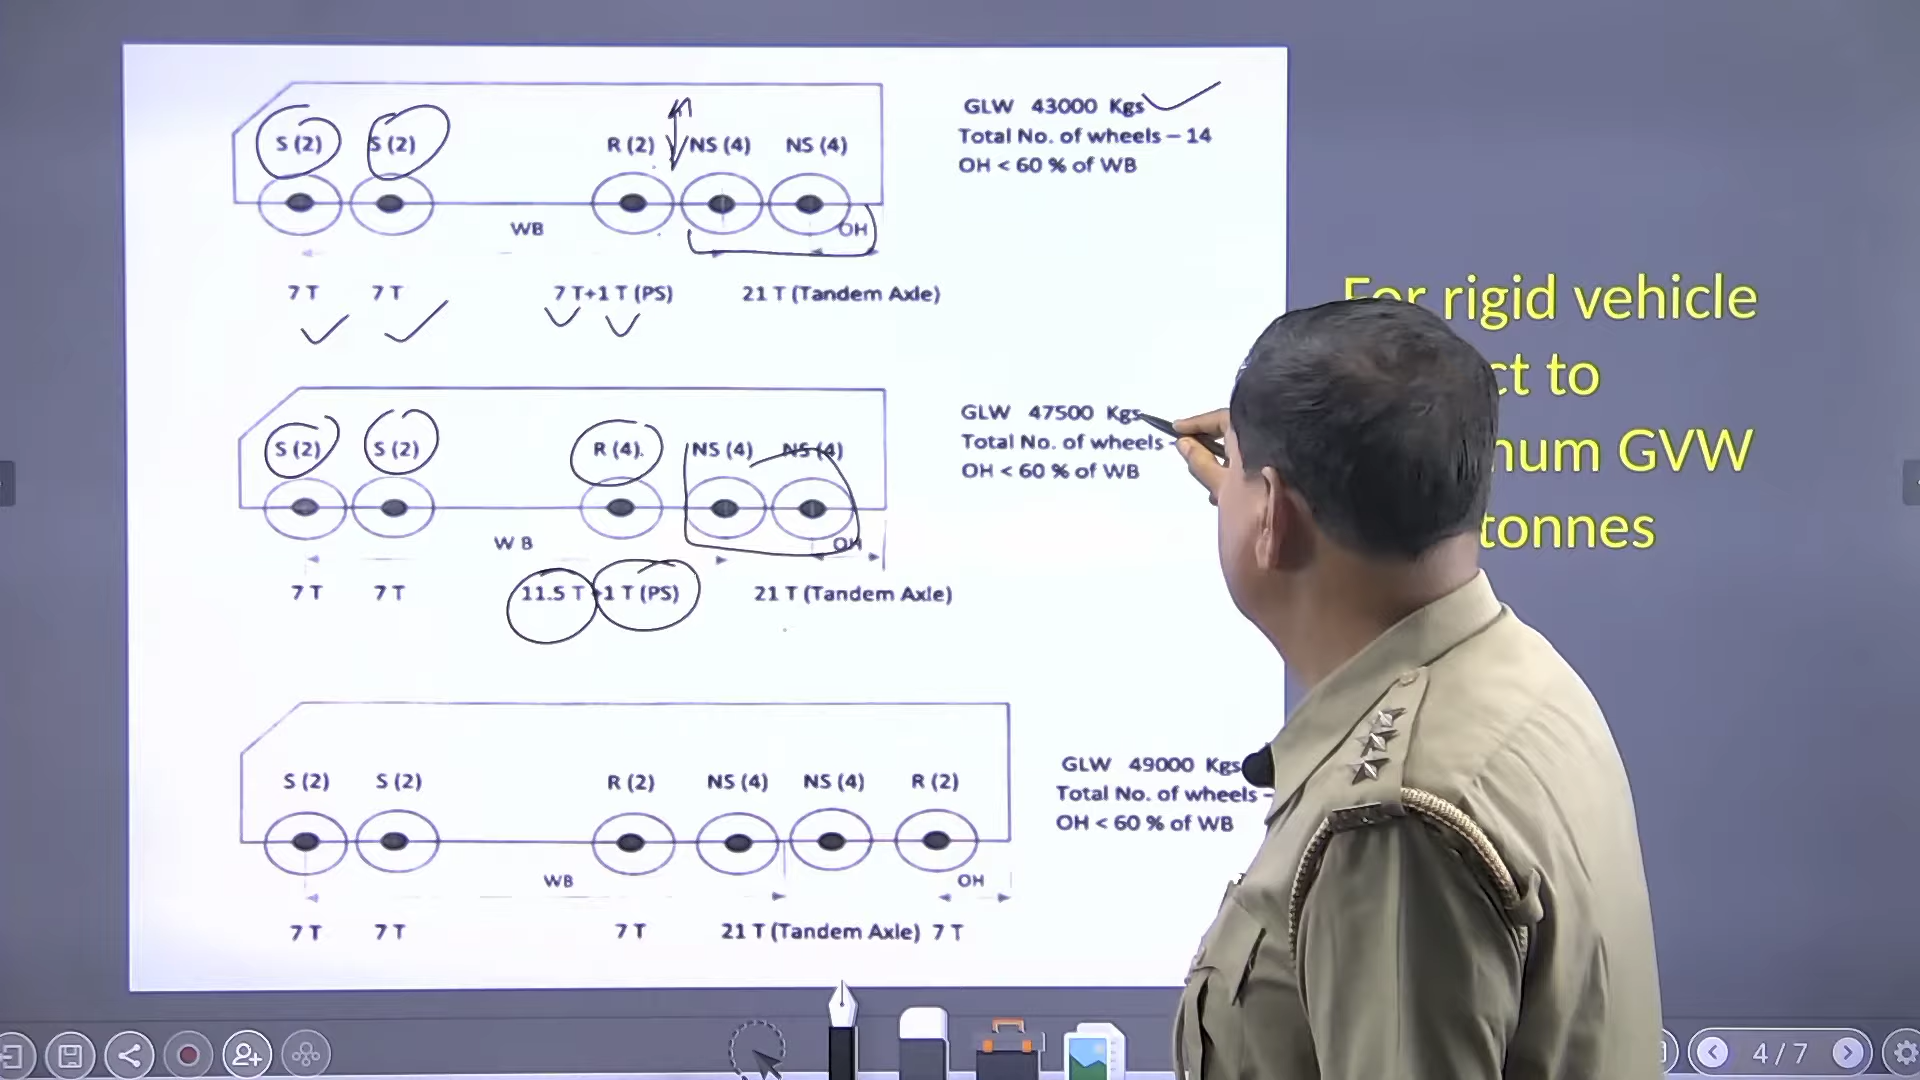 S (2) S (2) R (2) NS (4) NS (4)
WB OH
7 T 7 T 7 T+1 T (PS) 21 T (Tandem Axle)
GLW 43000 Kgs
Total No. of wheels – 14
OH < 60 % of WB
S (2) S (2) R (4). NS (4) NS (4)
W B OH
7 T 7 T 11.5 T 1 T (PS) 21 T (Tandem Axle)
GLW 47500 Kgs
Total No. of wheels
OH < 60 % of WB
S (2) S (2) R (2) NS (4) NS (4) R (2)
WB OH
7 T 7 T 7 T 21 T (Tandem Axle) 7 T
GLW 49000 Kgs
Total No. of wheels –
OH < 60 % of WB
For rigid vehicle
to
GVW
tonnes
4 / 7